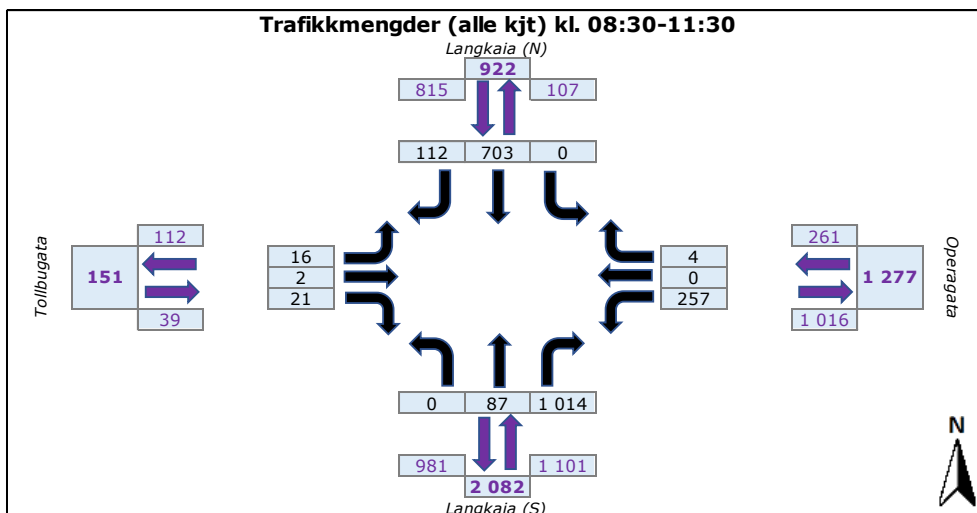 Trafikkmengder (alle kjt) kl. 08:30-11:30
Langkaia (N)
922
815 107
112 703 0
Tollbugata
112
151
39
16
2
21
4
0
257
261
1 277
1 016
Operagata
0 87 1 014
981 1 101
2 082
Langkaia (S)
N